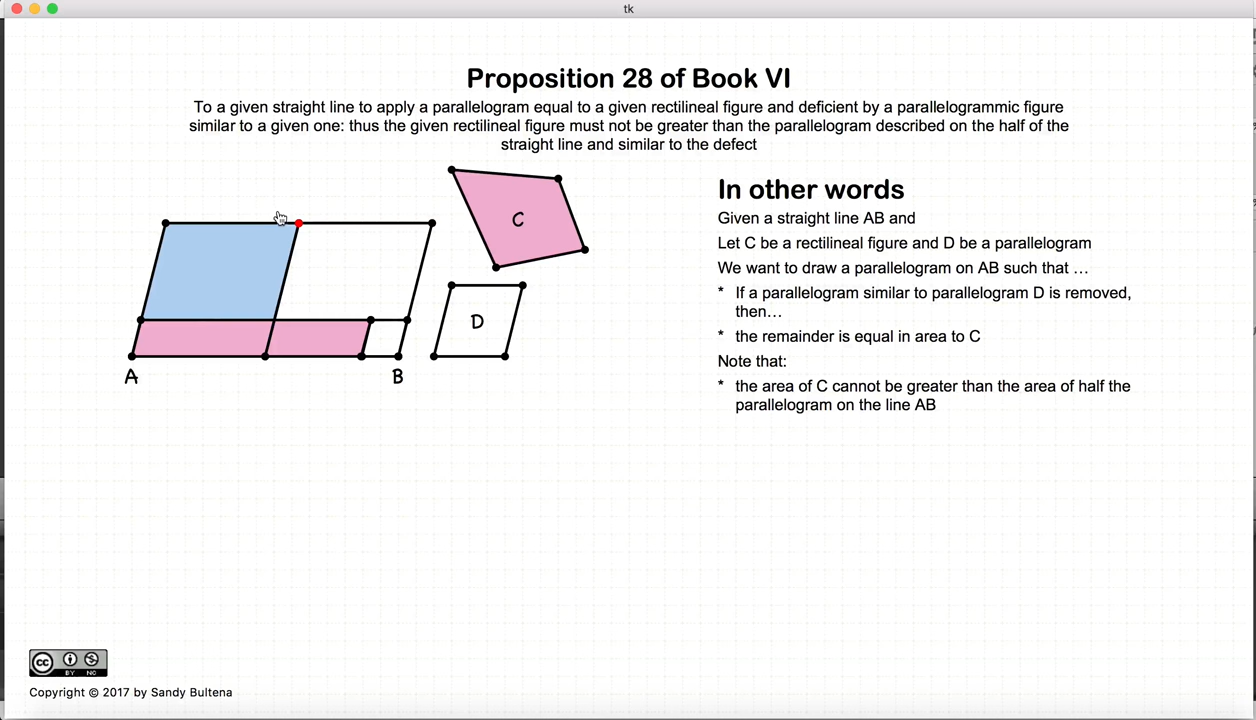 tk
Proposition 28 of Book VI
To a given straight line to apply a parallelogram equal to a given rectilineal figure and deficient by a parallelogrammic figure
similar to a given one: thus the given rectilineal figure must not be greater than the parallelogram described on the half of the
straight line and similar to the defect
C
D
A
B
In other words
Given a straight line AB and
Let C be a rectilineal figure and D be a parallelogram
We want to draw a parallelogram on AB such that …
* If a parallelogram similar to parallelogram D is removed,
then…
* the remainder is equal in area to C
Note that:
* the area of C cannot be greater than the area of half the
parallelogram on the line AB
cc
BY NC
Copyright © 2017 by Sandy Bultena